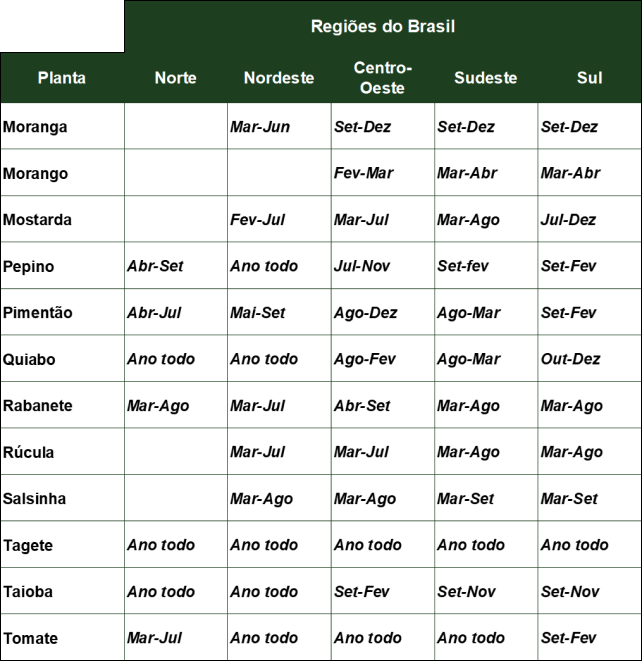 Regiões do Brasil
Planta Norte Nordeste Centro-Oeste Sudeste Sul
Moranga Mar-Jun Set-Dez Set-Dez Set-Dez
Morango Fev-Mar Mar-Abr Mar-Abr
Mostarda Fev-Jul Mar-Jul Mar-Ago Jul-Dez
Pepino Abr-Set Ano todo Jul-Nov Set-fev Set-Fev
Pimentão Abr-Jul Mai-Set Ago-Dez Ago-Mar Set-Fev
Quiabo Ano todo Ano todo Ago-Fev Ago-Mar Out-Dez
Rabanete Mar-Ago Mar-Jul Abr-Set Mar-Ago Mar-Ago
Rúcula Mar-Jul Mar-Jul Mar-Ago Mar-Ago
Salsinha Mar-Ago Mar-Ago Mar-Set Mar-Set
Tagete Ano todo Ano todo Ano todo Ano todo Ano todo
Taioba Ano todo Ano todo Set-Fev Set-Nov Set-Nov
Tomate Mar-Jul Ano todo Ano todo Ano todo Set-Fev